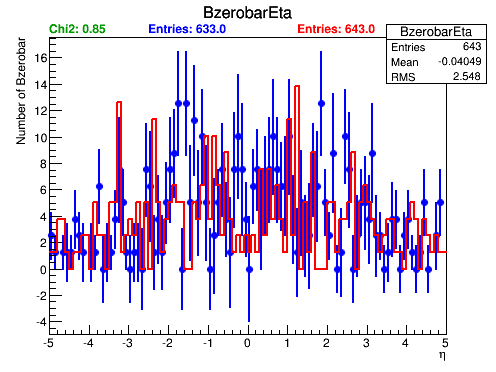 BzerobarEta
Chi2: 0.85 Entries: 633.0 Entries: 643.0
BzerobarEta
Entries 643
Mean -0.04049
RMS 2.548
Number of Bzerobar
16
14
12
10
8
6
4
2
0
-2
-4
-5 -4 -3 -2 -1 0 1 2 3 4 5
η